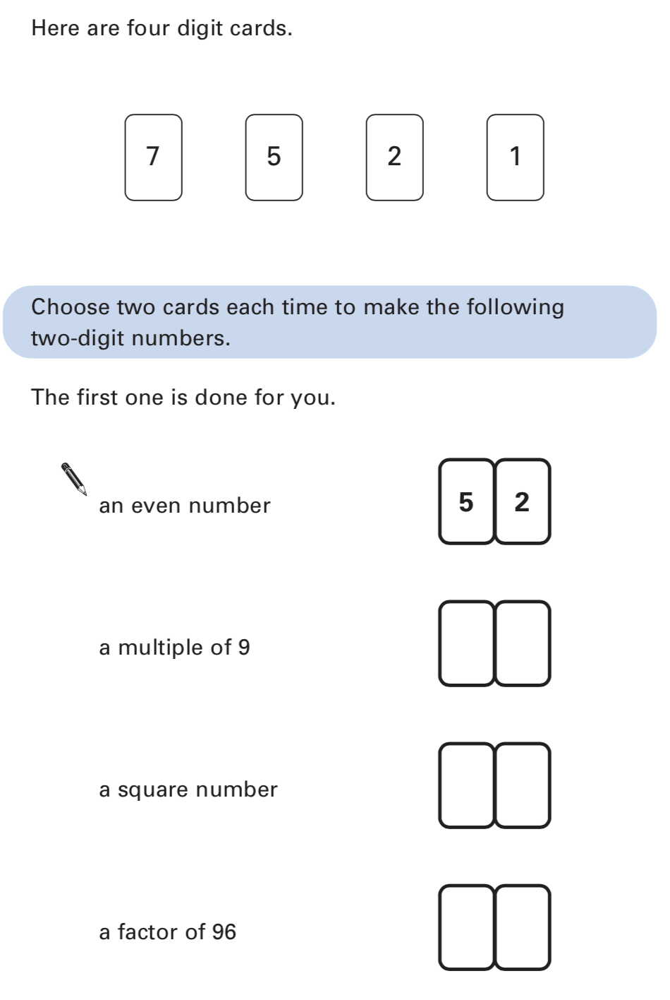 Here are four digit cards.
7 5 2 1
Choose two cards each time to make the following
two-digit numbers.
The first one is done for you.
an even number 5 2
a multiple of 9
a square number
a factor of 96